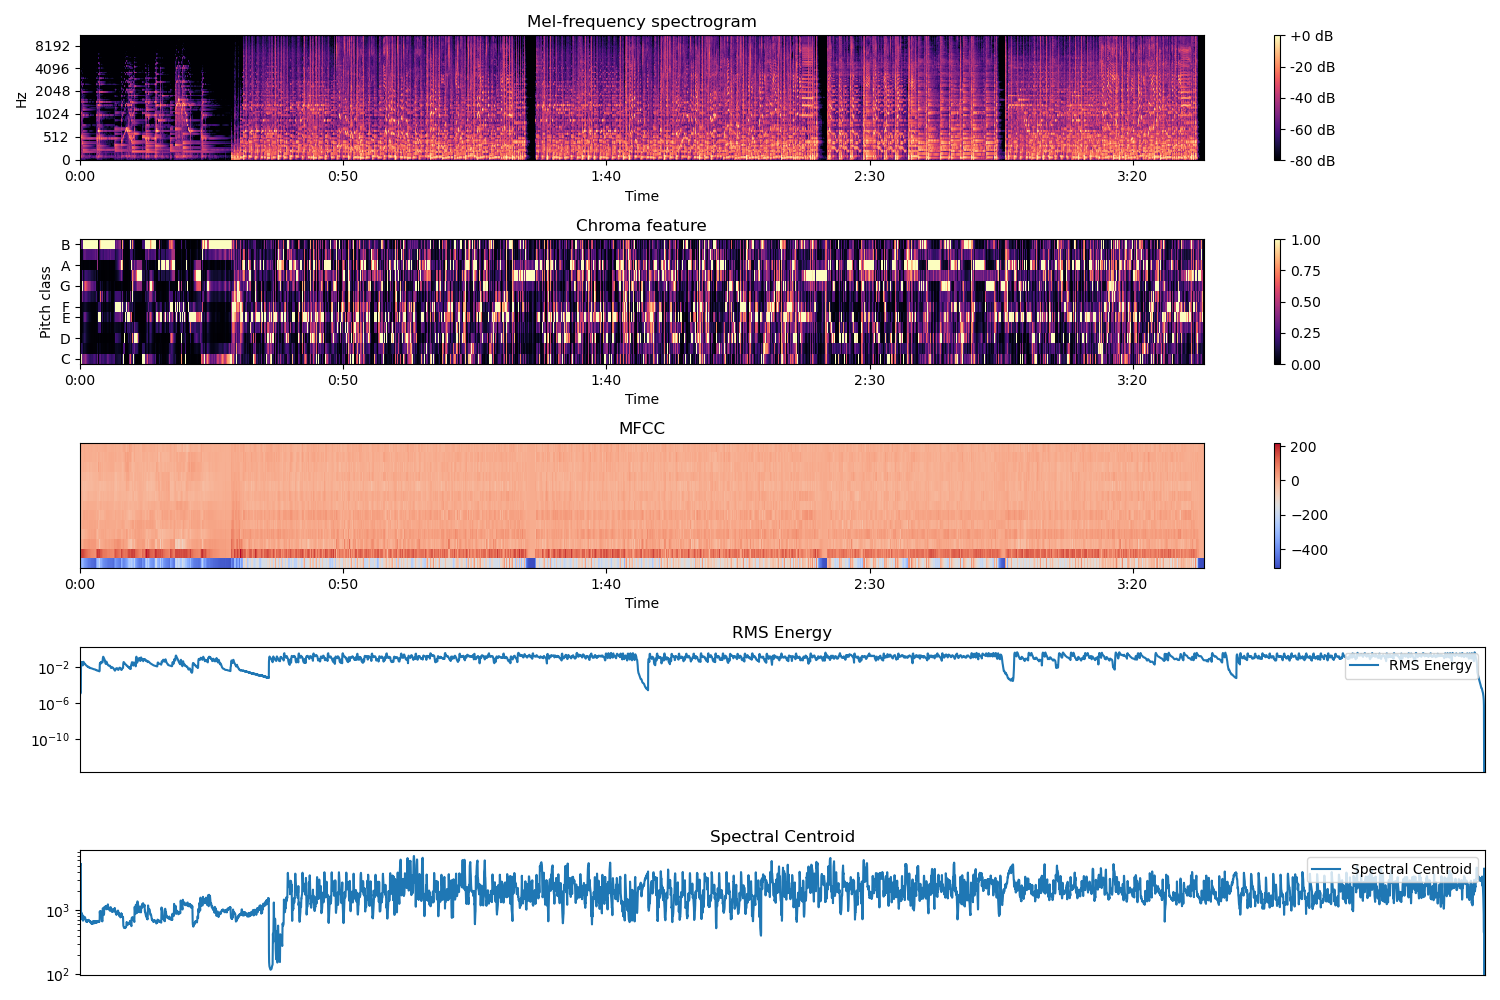 Mel-frequency spectrogram
8192
4096
2048
1024
512
0
Hz
0:00 0:50 1:40 2:30 3:20
Time
+0 dB
-20 dB
-40 dB
-60 dB
-80 dB
Chroma feature
B
A
G
F
E
D
C
Pitch class
0:00 0:50 1:40 2:30 3:20
Time
1.00
0.75
0.50
0.25
0.00
MFCC
0:00 0:50 1:40 2:30 3:20
Time
200
0
−200
−400
RMS Energy
10⁻²
10⁻⁶
10⁻¹⁰
RMS Energy
Spectral Centroid
10³
10²
Spectral Centroid